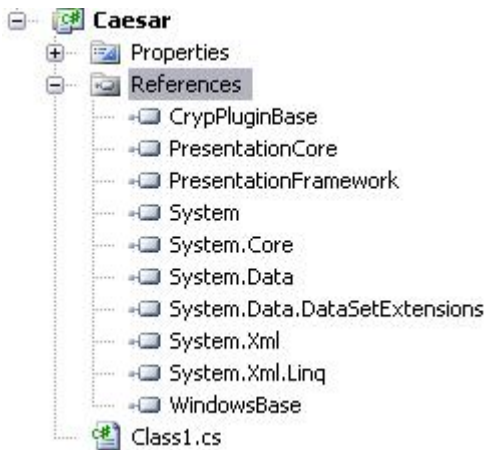 Caesar
Properties
References
CrypPluginBase
PresentationCore
PresentationFramework
System
System.Core
System.Data
System.Data.DataSetExtensions
System.Xml
System.Xml.Linq
WindowsBase
Class1.cs